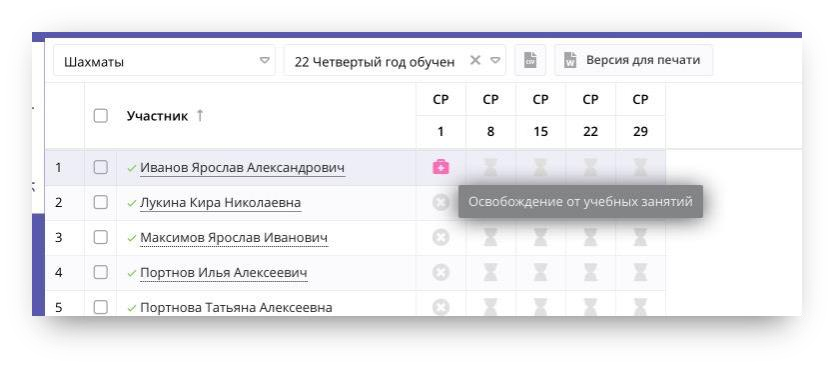 Шахматы
22 Четвертый год обучен
CSV
W
Версия для печати
Участник ↑
СР СР СР СР СР
1 8 15 22 29
1 Иванов Ярослав Александрович
Освобождение от учебных занятий
2 Лукина Кира Николаевна
3 Максимов Ярослав Иванович
4 Портнов Илья Алексеевич
5 Портнова Татьяна Алексеевна